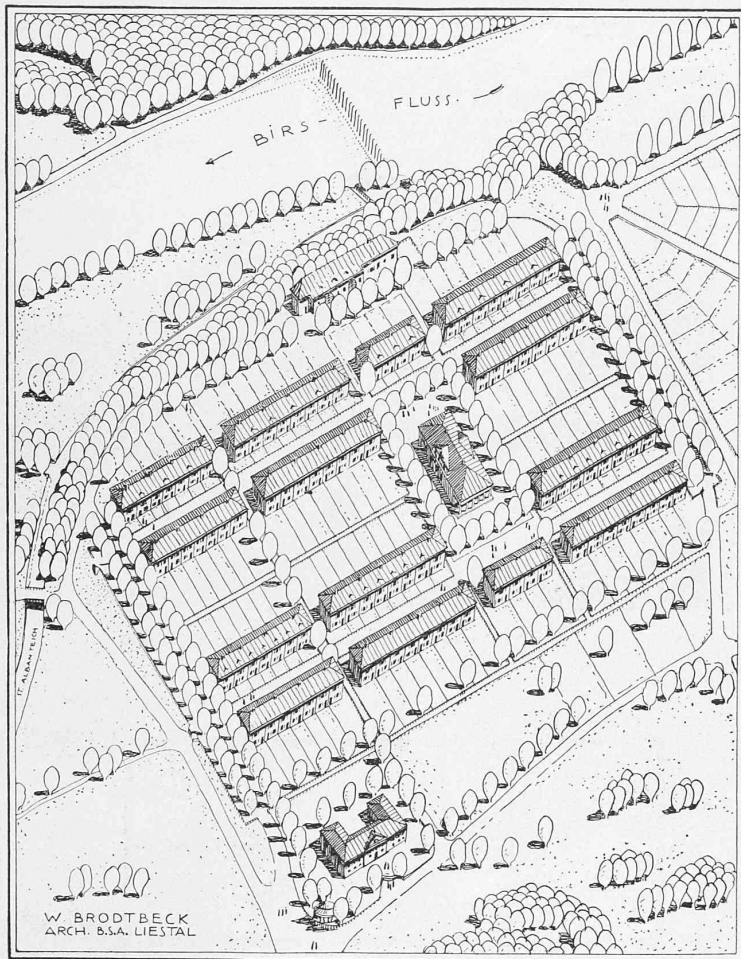 BIRS - FLUSS.
ST. ALBAN TEICH
W. BRODTBECK
ARCH. B.S.A. LIESTAL